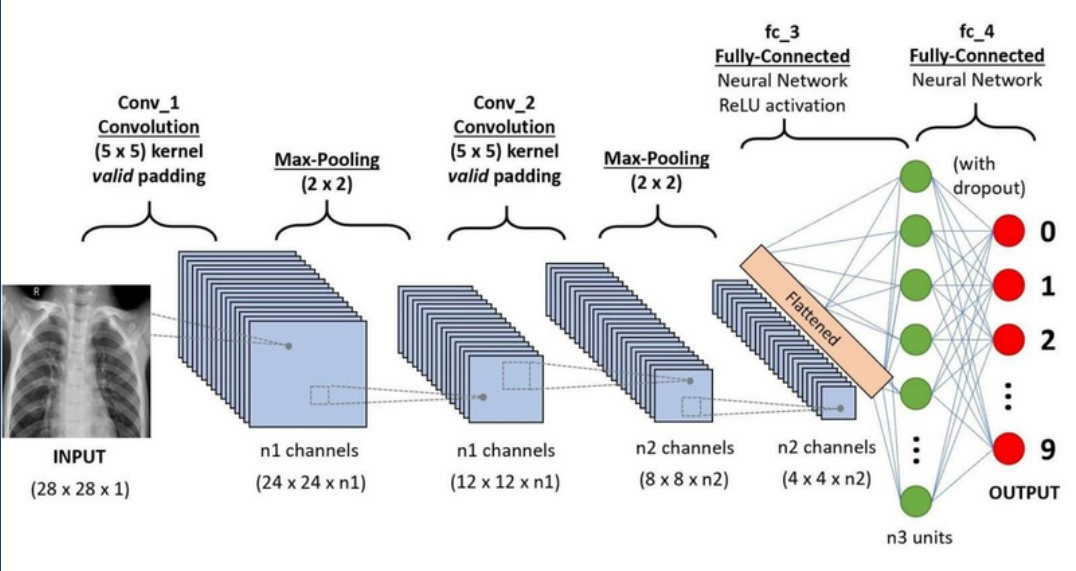 Conv_1
Convolution
(5 x 5) kernel
valid padding
Max-Pooling
(2 x 2)
Conv_2
Convolution
(5 x 5) kernel
valid padding
Max-Pooling
(2 x 2)
fc_3
Fully-Connected
Neural Network
ReLU activation
fc_4
Fully-Connected
Neural Network
(with
dropout)
R
INPUT
(28 x 28 x 1)
n1 channels
(24 x 24 x n1)
n1 channels
(12 x 12 x n1)
n2 channels
(8 x 8 x n2)
n2 channels
(4 x 4 x n2)
Flattened
n3 units
0
1
2
9
OUTPUT